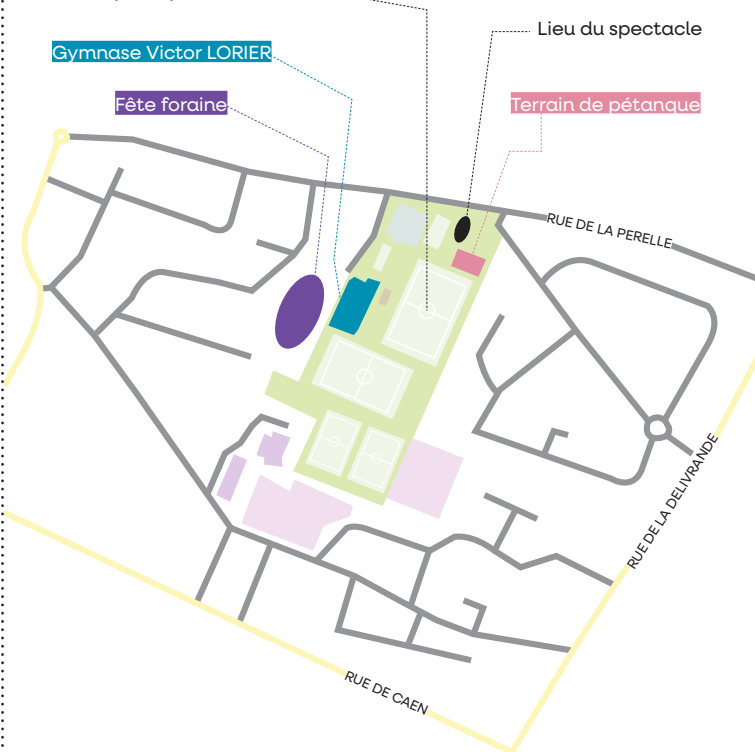 Lieu du spectacle
Gymnase Victor LORIER
Fête foraine
Terrain de pétanque
RUE DE LA PERELLE
RUE DE LA DELIVRANDE
RUE DE CAEN